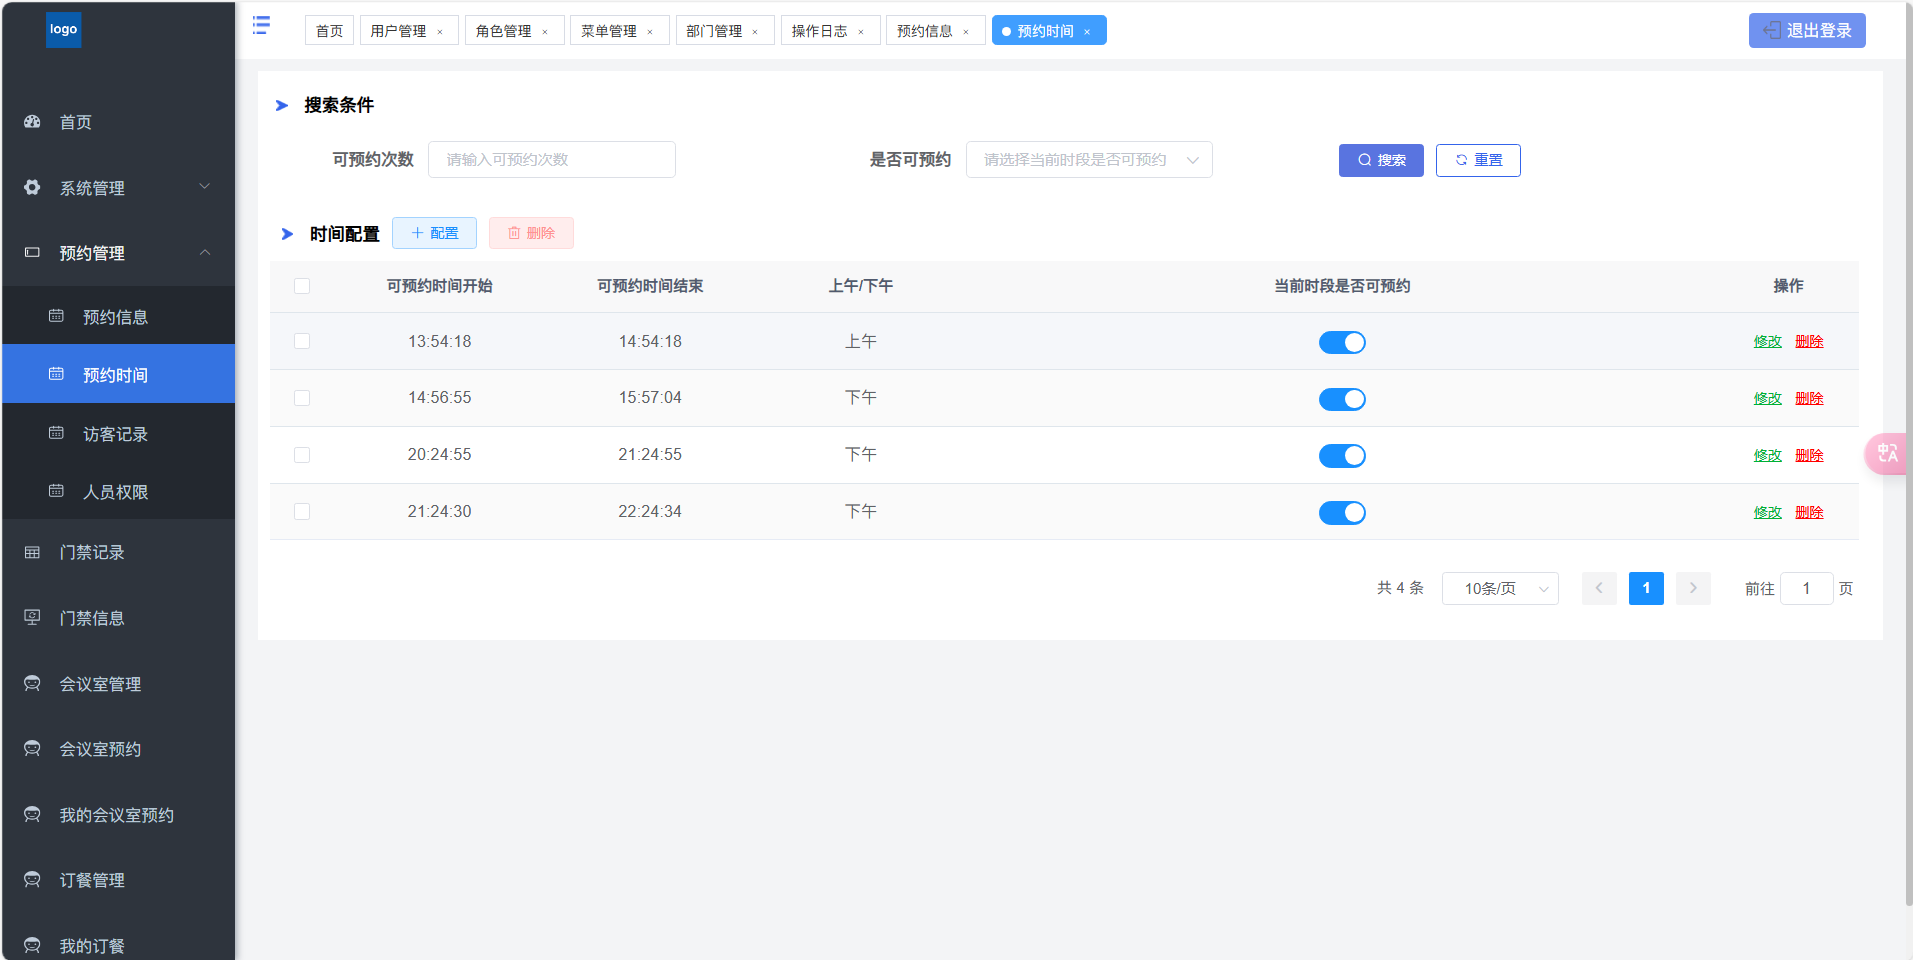 logo
首页
系统管理
预约管理
预约信息
预约时间
访客记录
人员权限
门禁记录
门禁信息
会议室管理
会议室预约
我的会议室预约
订餐管理
我的订餐
首页 用户管理 × 角色管理 × 菜单管理 × 部门管理 × 操作日志 × 预约信息 × 预约时间 × 退出登录
搜索条件
可预约次数 请输入可预约次数 是否可预约 请选择当前时段是否可预约 搜索 重置
时间配置 配置 删除
可预约时间开始 可预约时间结束 上午/下午 当前时段是否可预约 操作
13:54:18 14:54:18 上午 修改 删除
14:56:55 15:57:04 下午 修改 删除
20:24:55 21:24:55 下午 修改 删除
21:24:30 22:24:34 下午 修改 删除
共 4 条 10条/页 1 前往 1 页
中A